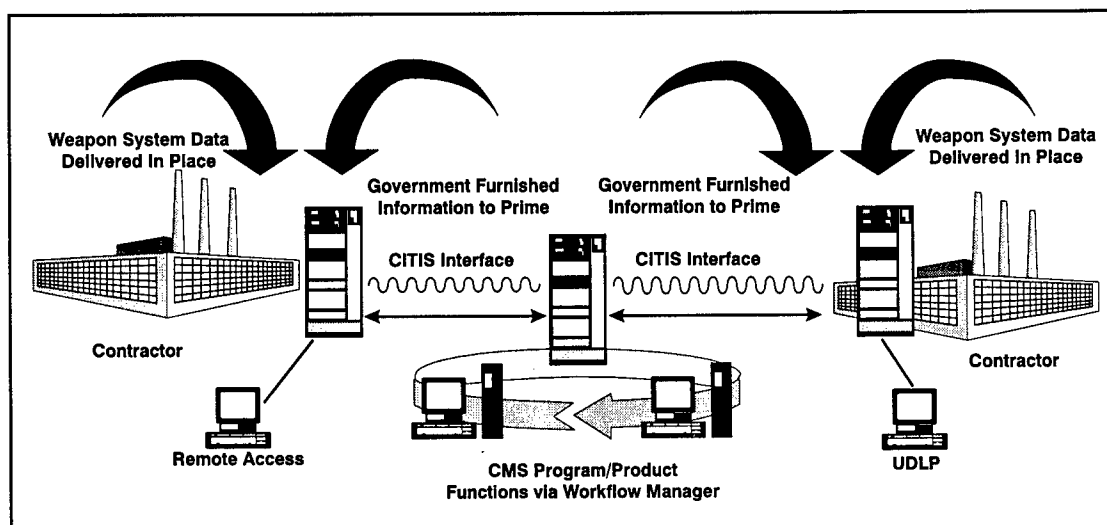 Weapon System Data
Delivered In Place
Government Furnished
Information to Prime
CITIS Interface
Contractor
Remote Access
Government Furnished
Information to Prime
CITIS Interface
Weapon System Data
Delivered In Place
Contractor
UDLP
CMS Program/Product
Functions via Workflow Manager